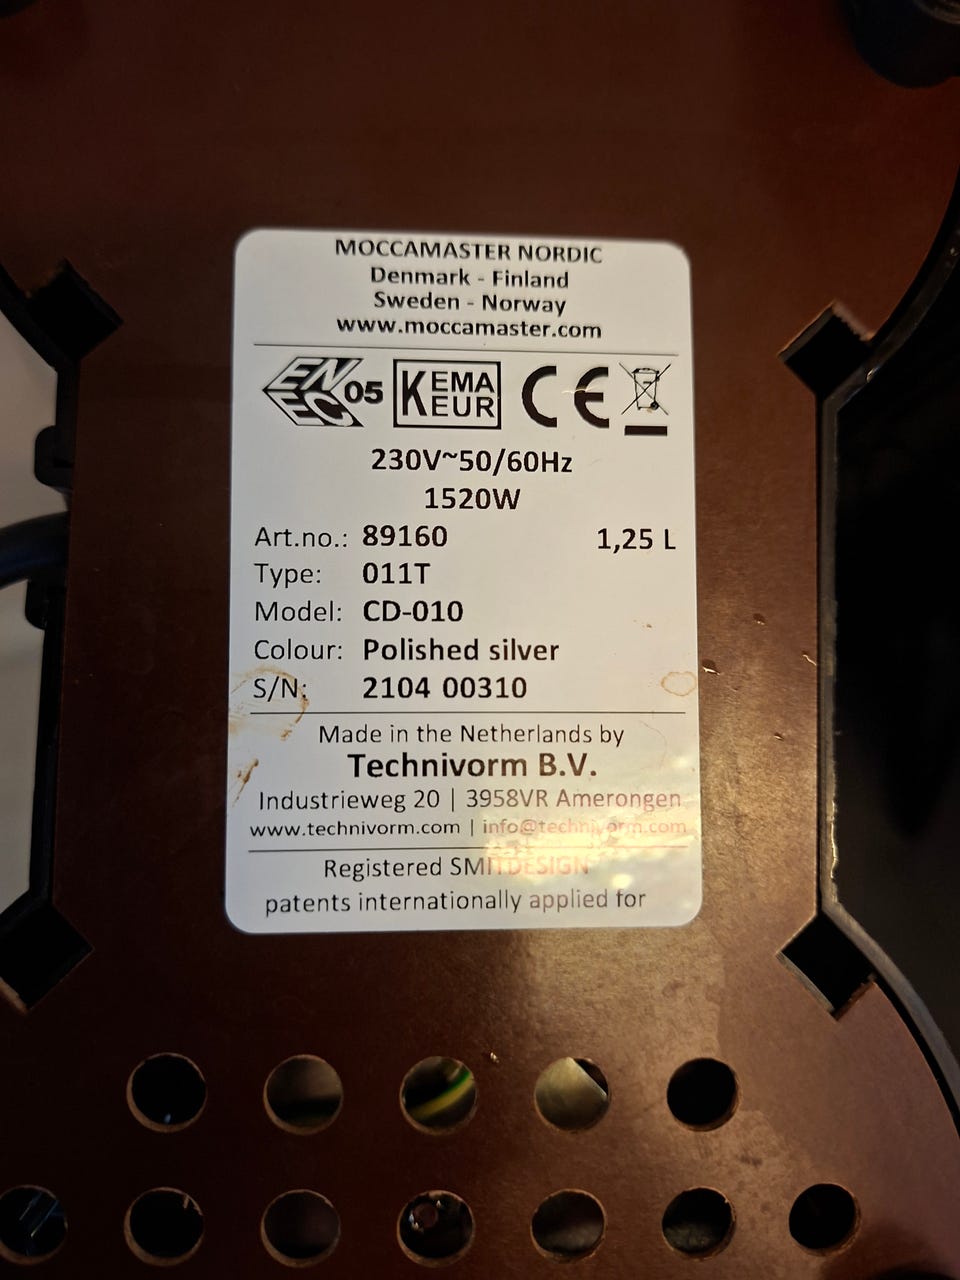 MOCCAMASTER NORDIC
Denmark - Finland
Sweden - Norway
www.moccamaster.com
ENEC 05 KEMA KEUR CE
230V~50/60Hz
1520W
Art.no.: 89160 1,25 L
Type: 011T
Model: CD-010
Colour: Polished silver
S/N: 2104 00310
Made in the Netherlands by
Technivorm B.V.
Industrieweg 20 | 3958VR Amerongen
www.technivorm.com | info@technivorm.com
Registered SMITDESIGN
patents internationally applied for